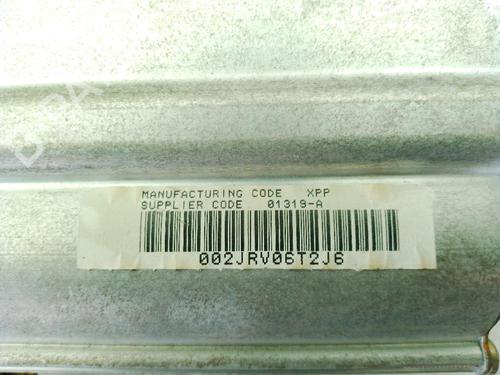 MANUFACTURING CODE XPP
SUPPLIER CODE 01319-A
002JRV06T2J6